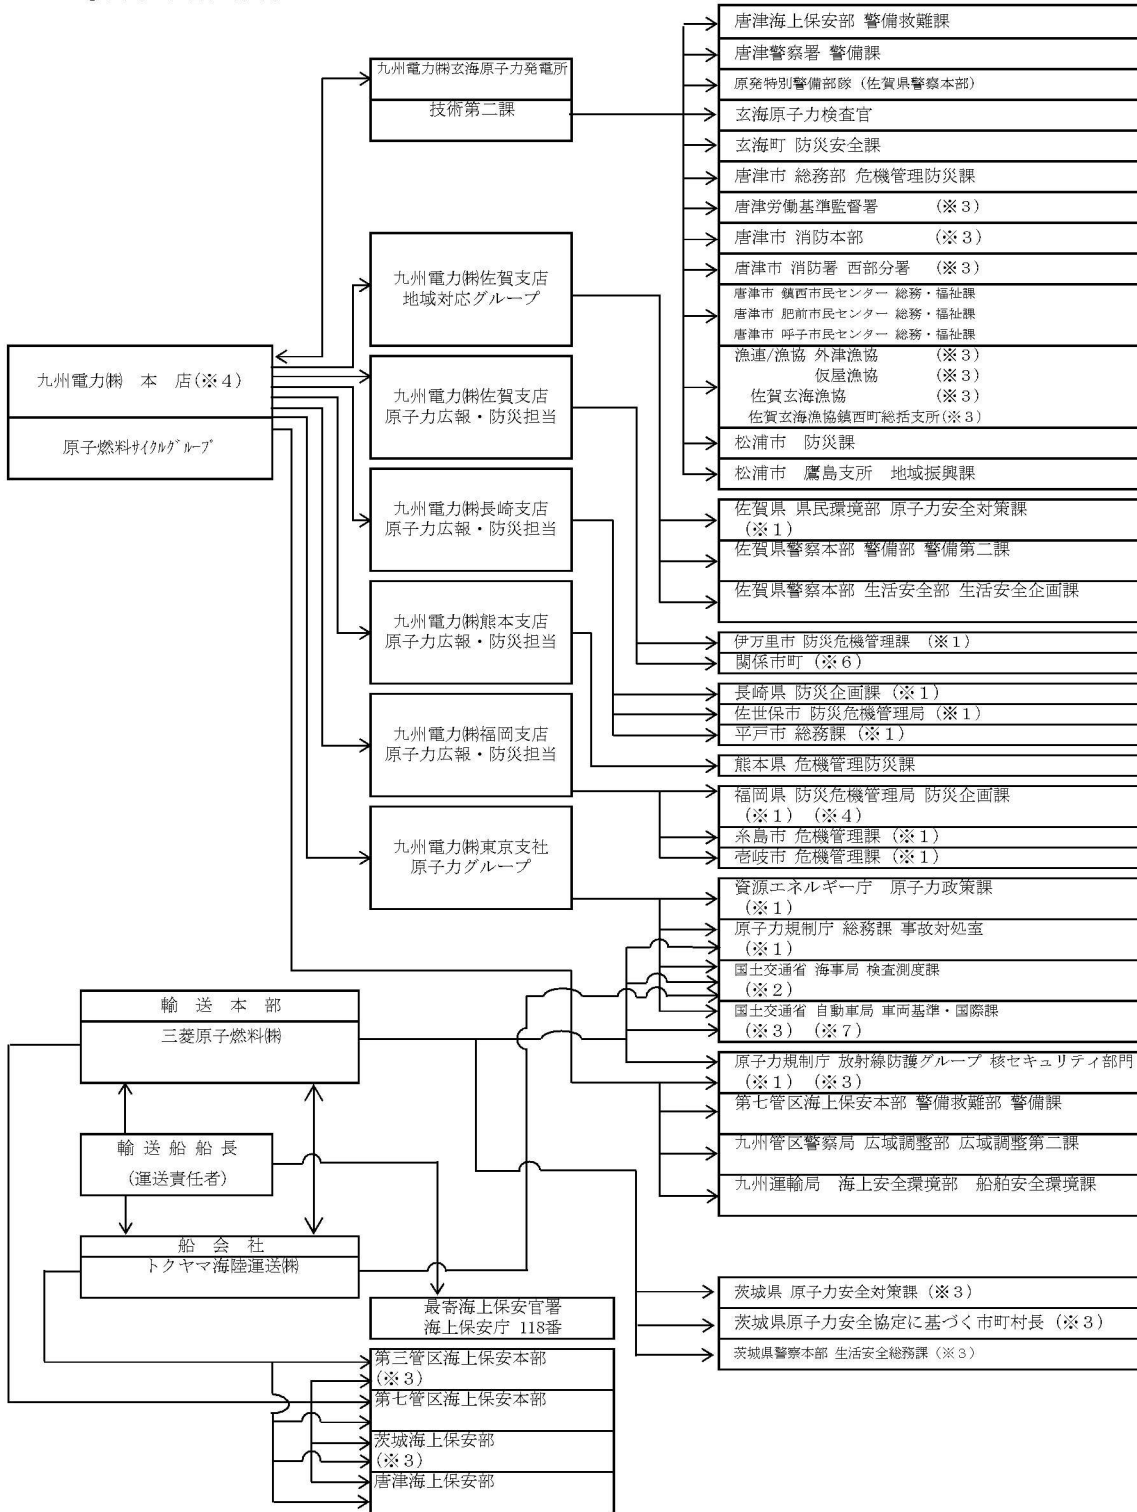 九州電力㈱玄海原子力発電所
技術第二課
九州電力㈱佐賀支店
地域対応グループ
九州電力㈱ 本 店(※4)
原子燃料ｻｲｸﾙｸﾞﾙｰﾌﾟ
九州電力㈱佐賀支店
原子力広報・防災担当
九州電力㈱長崎支店
原子力広報・防災担当
九州電力㈱熊本支店
原子力広報・防災担当
九州電力㈱福岡支店
原子力広報・防災担当
九州電力㈱東京支社
原子力グループ
唐津海上保安部 警備救難課
唐津警察署 警備課
原発特別警備部隊（佐賀県警察本部）
玄海原子力検査官
玄海町 防災安全課
唐津市 総務部 危機管理防災課
唐津労働基準監督署 (※3)
唐津市 消防本部 (※3)
唐津市 消防署 西部分署 (※3)
唐津市 鎮西市民センター 総務・福祉課
唐津市 肥前市民センター 総務・福祉課
唐津市 呼子市民センター 総務・福祉課
漁連/漁協 外津漁協 (※3)
仮屋漁協 (※3)
佐賀玄海漁協 (※3)
佐賀玄海漁協鎮西町総括支所(※3)
松浦市 防災課
松浦市 鷹島支所 地域振興課
佐賀県 県民環境部 原子力安全対策課
(※1)
佐賀県警察本部 警備部 警備第二課
佐賀県警察本部 生活安全部 生活安全企画課
伊万里市 防災危機管理課 (※1)
関係市町 (※6)
長崎県 防災企画課 (※1)
佐世保市 防災危機管理局 (※1)
平戸市 総務課 (※1)
熊本県 危機管理防災課
福岡県 防災危機管理局 防災企画課
(※1) (※4)
糸島市 危機管理課 (※1)
壱岐市 危機管理課 (※1)
資源エネルギー庁 原子力政策課
(※1)
原子力規制庁 総務課 事故対処室
(※1)
国土交通省 海事局 検査測度課
(※2)
国土交通省 自動車局 車両基準・国際課
(※3) (※7)
原子力規制庁 放射線防護グループ 核セキュリティ部門
(※1) (※3)
第七管区海上保安本部 警備救難部 警備課
九州管区警察局 広域調整部 広域調整第二課
九州運輸局 海上安全環境部 船舶安全環境課
輸 送 本 部
三菱原子燃料㈱
輸 送 船 船 長
(運送責任者)
船 会 社
トクヤマ海陸運送㈱
最寄海上保安官署
海上保安庁 118番
第三管区海上保安本部
(※3)
第七管区海上保安本部
茨城海上保安部
(※3)
唐津海上保安部
茨城県 原子力安全対策課 (※3)
茨城県原子力安全協定に基づく市町村長 (※3)
茨城県警察本部 生活安全総務課 (※3)